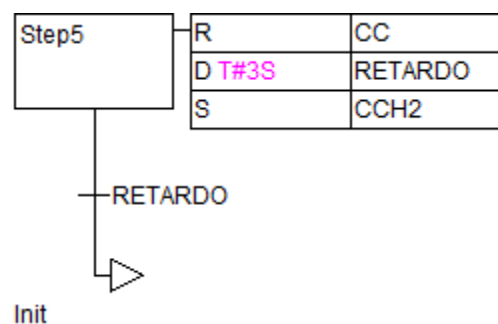 Step5
R CC
D T#3S RETARDO
S CCH2
RETARDO
Init